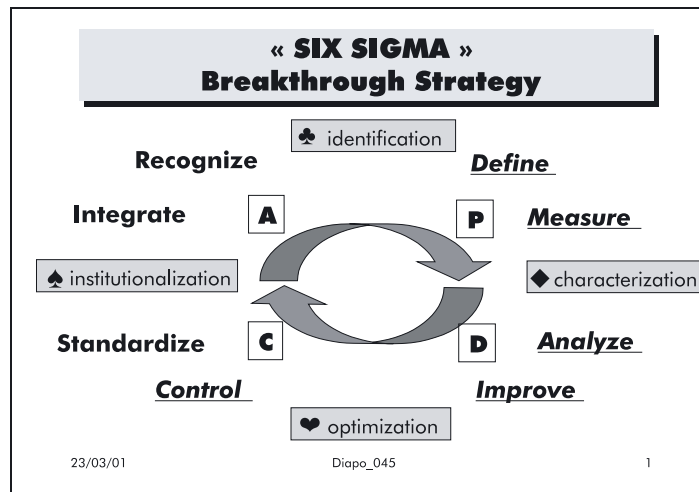 « SIX SIGMA »
Breakthrough Strategy
♣ identification
Recognize
Define
Integrate
A
P
Measure
♠ institutionalization
♦ characterization
Standardize
C
D
Analyze
Control
Improve
♥ optimization
23/03/01
Diapo_045
1